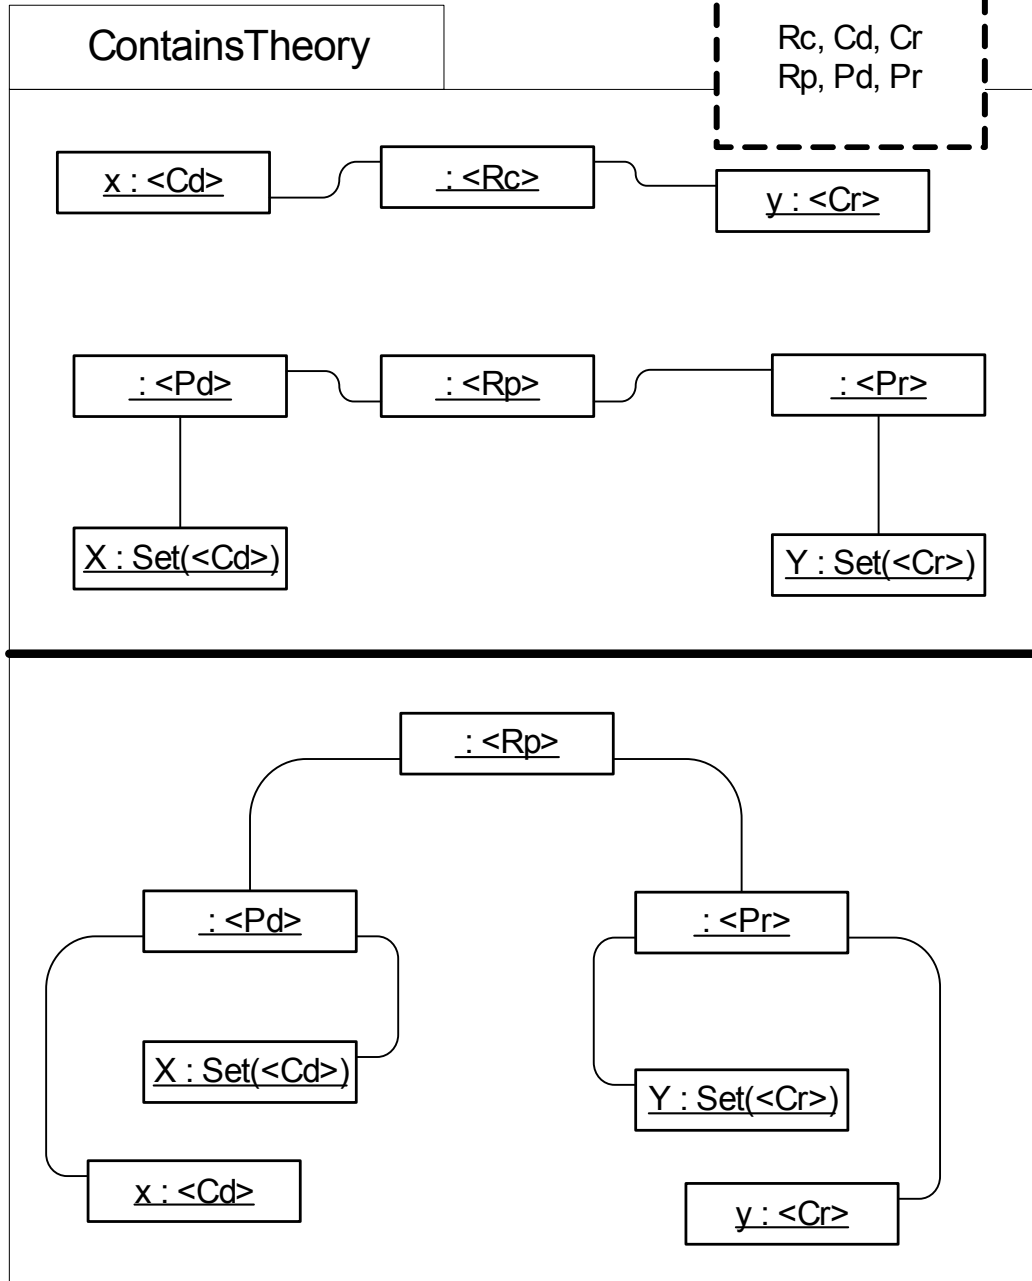 ContainsTheory
Rc, Cd, Cr
Rp, Pd, Pr
x : <Cd>
: <Rc>
y : <Cr>
: <Pd>
: <Rp>
: <Pr>
X : Set(<Cd>)
Y : Set(<Cr>)
: <Rp>
: <Pd>
: <Pr>
X : Set(<Cd>)
Y : Set(<Cr>)
x : <Cd>
y : <Cr>